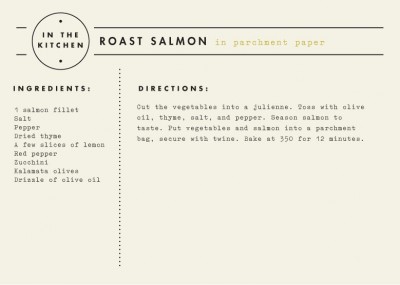 IN THE
KITCHEN
ROAST SALMON in parchment paper
INGREDIENTS:
1 salmon fillet
Salt
Pepper
Dried thyme
A few slices of lemon
Red pepper
Zucchini
Kalamata olives
Drizzle of olive oil
DIRECTIONS:
Cut the vegetables into a julienne. Toss with olive
oil, thyme, salt, and pepper. Season salmon to
taste. Put vegetables and salmon into a parchment
bag, secure with twine. Bake at 350 for 12 minutes.